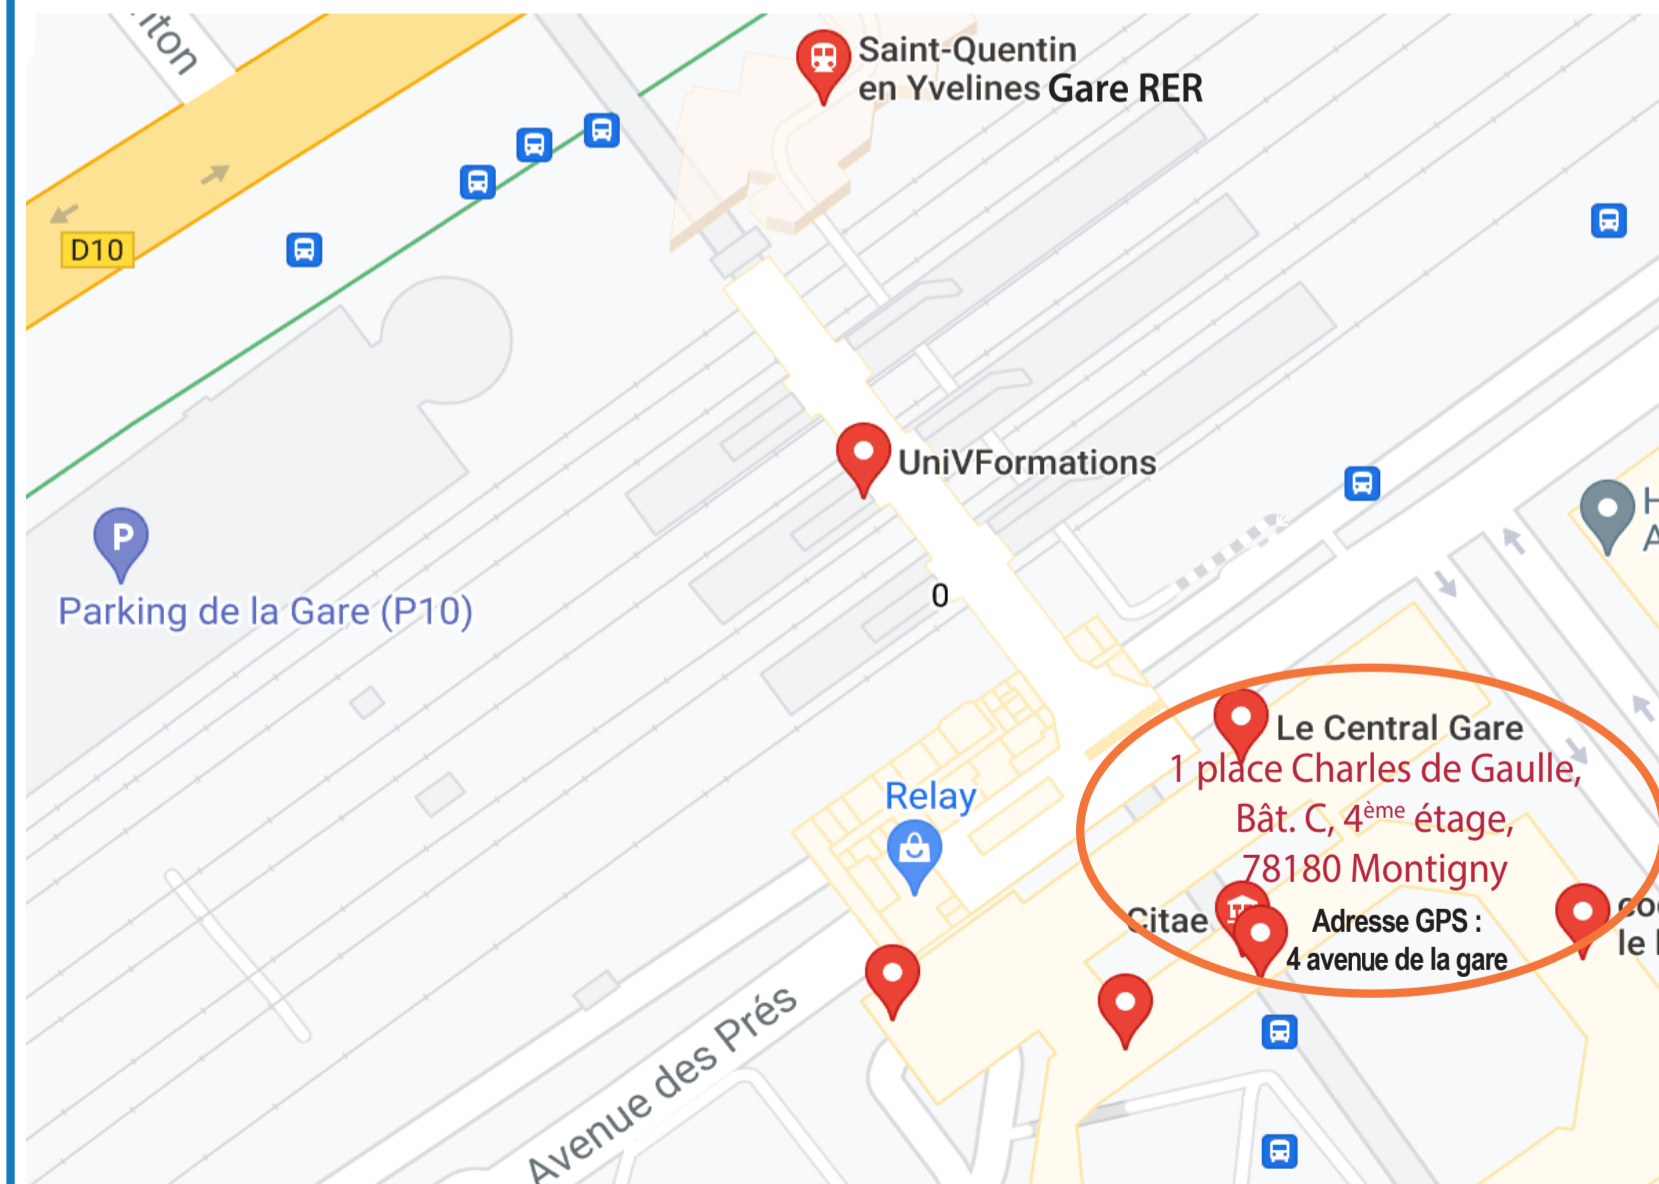 Saint-Quentin
en Yvelines Gare RER
D10
UniVFormations
P
Parking de la Gare (P10)
0
Le Central Gare
1 place Charles de Gaulle,
Bât. C, 4ème étage,
78180 Montigny
Relay
Citae
Adresse GPS :
4 avenue de la gare
le
Avenue des Prés